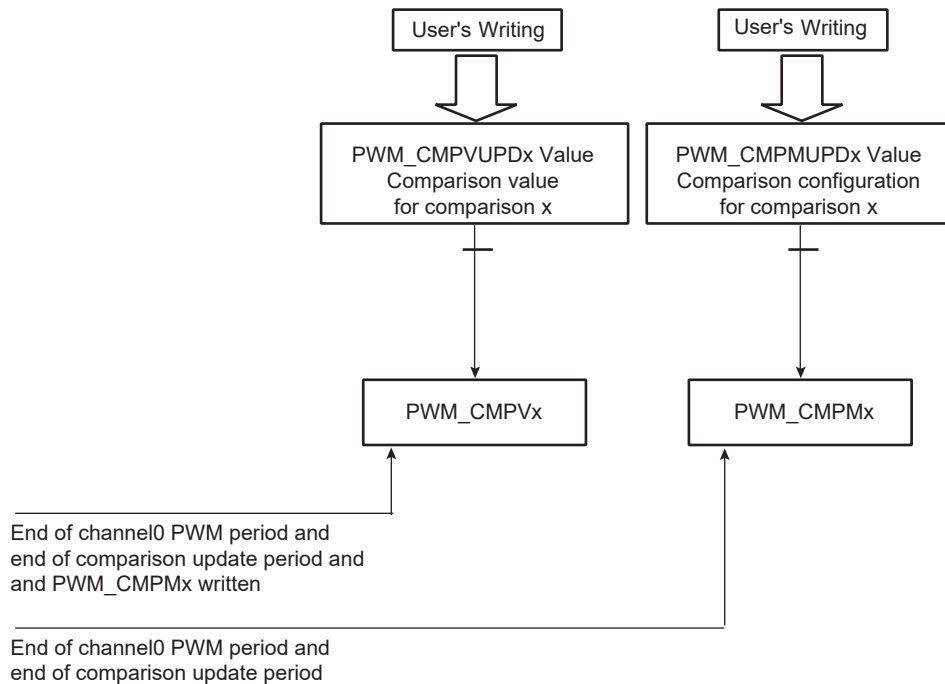 User's Writing
User's Writing
PWM_CMPVUPDx Value
Comparison value
for comparison x
PWM_CMPMUPDx Value
Comparison configuration
for comparison x
PWM_CMPVx
PWM_CMPMx
End of channel0 PWM period and
end of comparison update period and
and PWM_CMPMx written
End of channel0 PWM period and
end of comparison update period